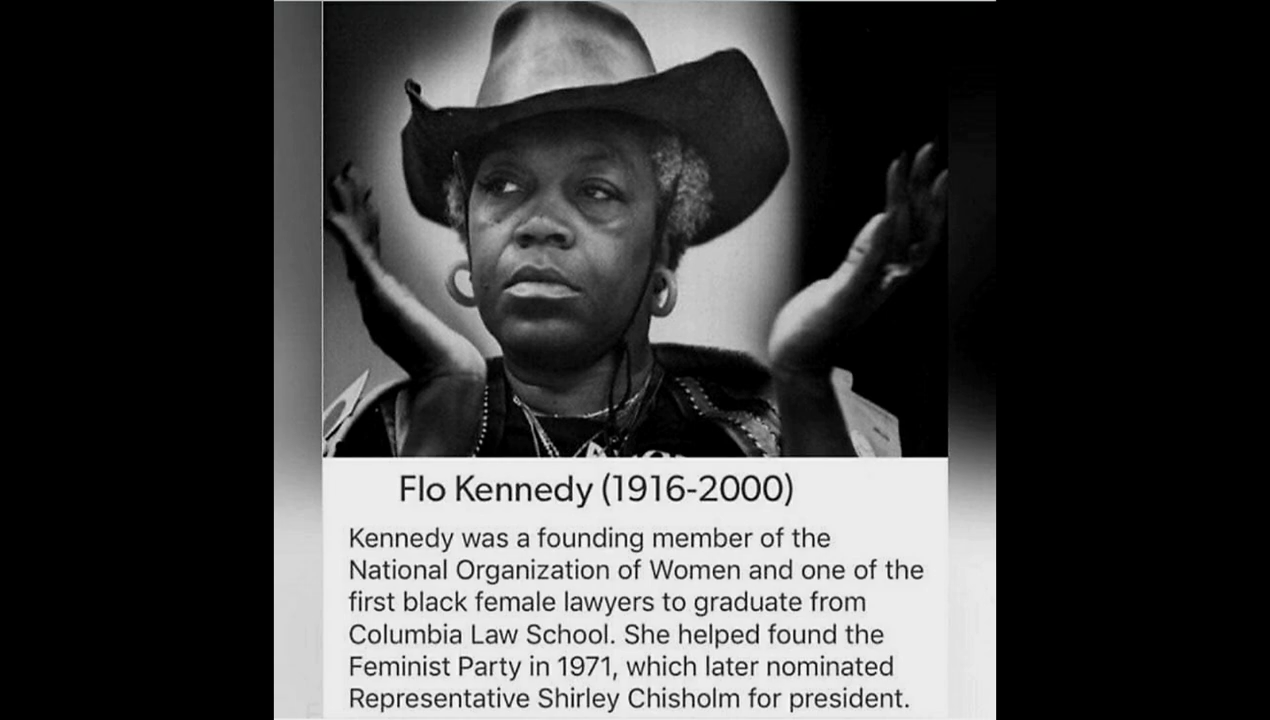 Flo Kennedy (1916-2000)
Kennedy was a founding member of the
National Organization of Women and one of the
first black female lawyers to graduate from
Columbia Law School. She helped found the
Feminist Party in 1971, which later nominated
Representative Shirley Chisholm for president.